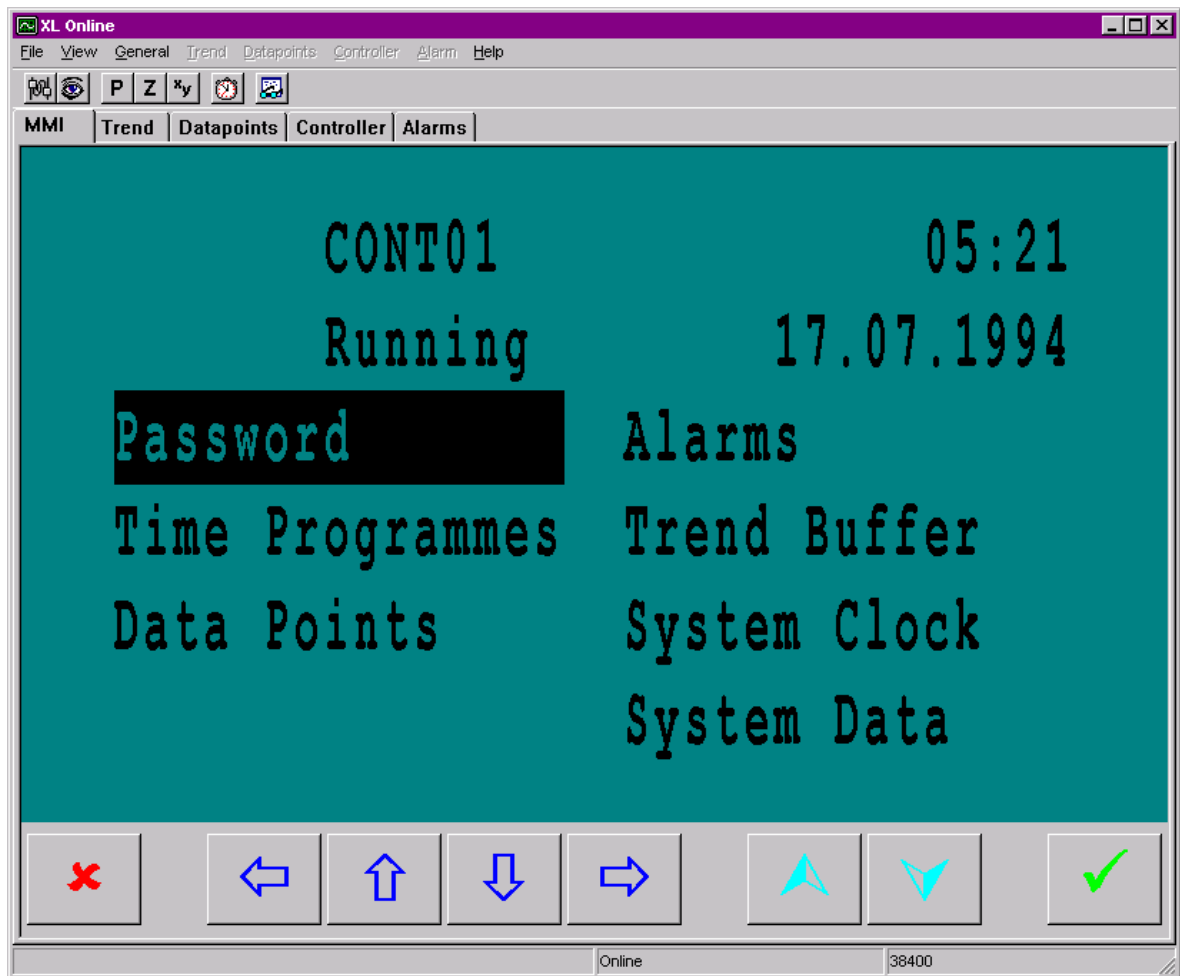 XL Online
File View General Trend Datapoints Controller Alarm Help
P Z xy
MMI Trend Datapoints Controller Alarms
CONT01 05:21
Running 17.07.1994
Password Alarms
Time Programmes Trend Buffer
Data Points System Clock
System Data
Online 38400